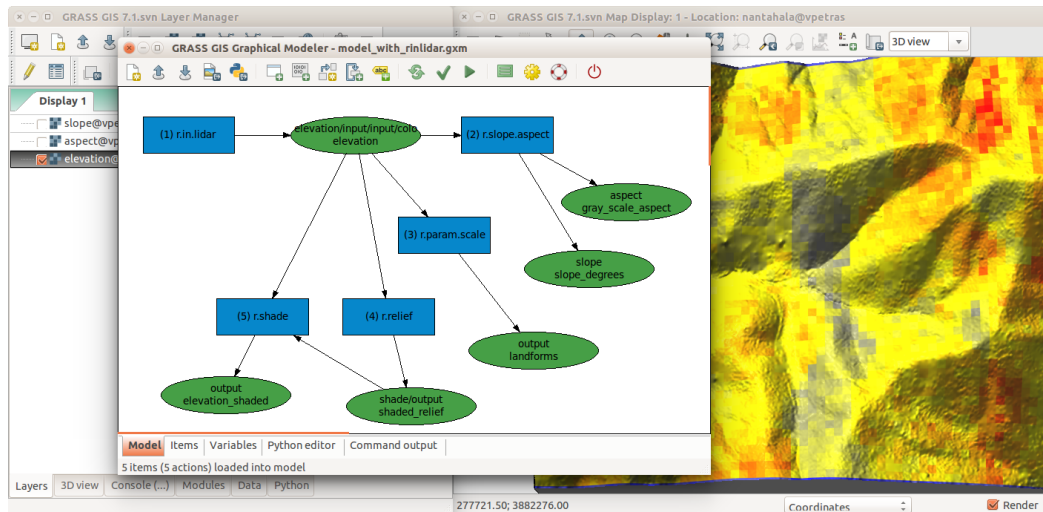 GRASS GIS 7.1.svn Layer Manager
GRASS GIS 7.1.svn Map Display: 1 - Location: nantahala@vpetras
GRASS GIS Graphical Modeler - model_with_rinlidar.gxm
3D view
Display 1
slope@vpe
aspect@vp
elevation@
(1) r.in.lidar
elevation/input/input/colo
elevation
(2) r.slope.aspect
aspect
gray_scale_aspect
(3) r.param.scale
slope
slope_degrees
(5) r.shade
(4) r.relief
output
landforms
output
elevation_shaded
shade/output
shaded_relief
Model
Items
Variables
Python editor
Command output
5 items (5 actions) loaded into model
Layers
3D view
Console (...)
Modules
Data
Python
277721.50; 3882276.00
Coordinates
Render